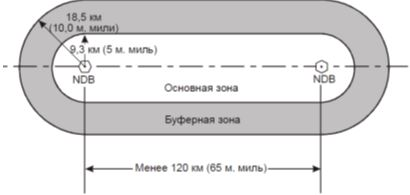 18,5 км
(10,0 м. мили)
9,3 км (5 м. миль)
NDB
NDB
Основная зона
Буферная зона
Менее 120 км (65 м. миль)